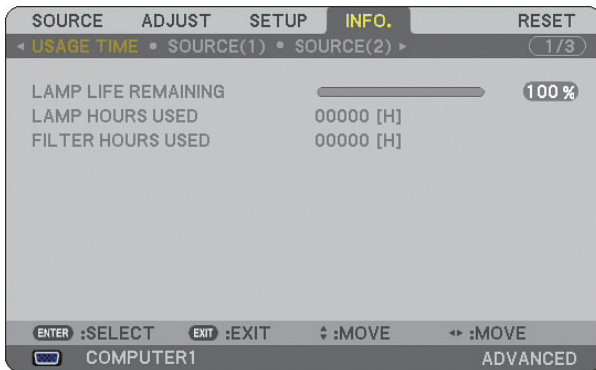 SOURCE ADJUST SETUP INFO. RESET
USAGE TIME • SOURCE(1) • SOURCE(2) 1/3
LAMP LIFE REMAINING 100 %
LAMP HOURS USED 00000 [H]
FILTER HOURS USED 00000 [H]
ENTER :SELECT EXIT :EXIT :MOVE :MOVE
COMPUTER1 ADVANCED